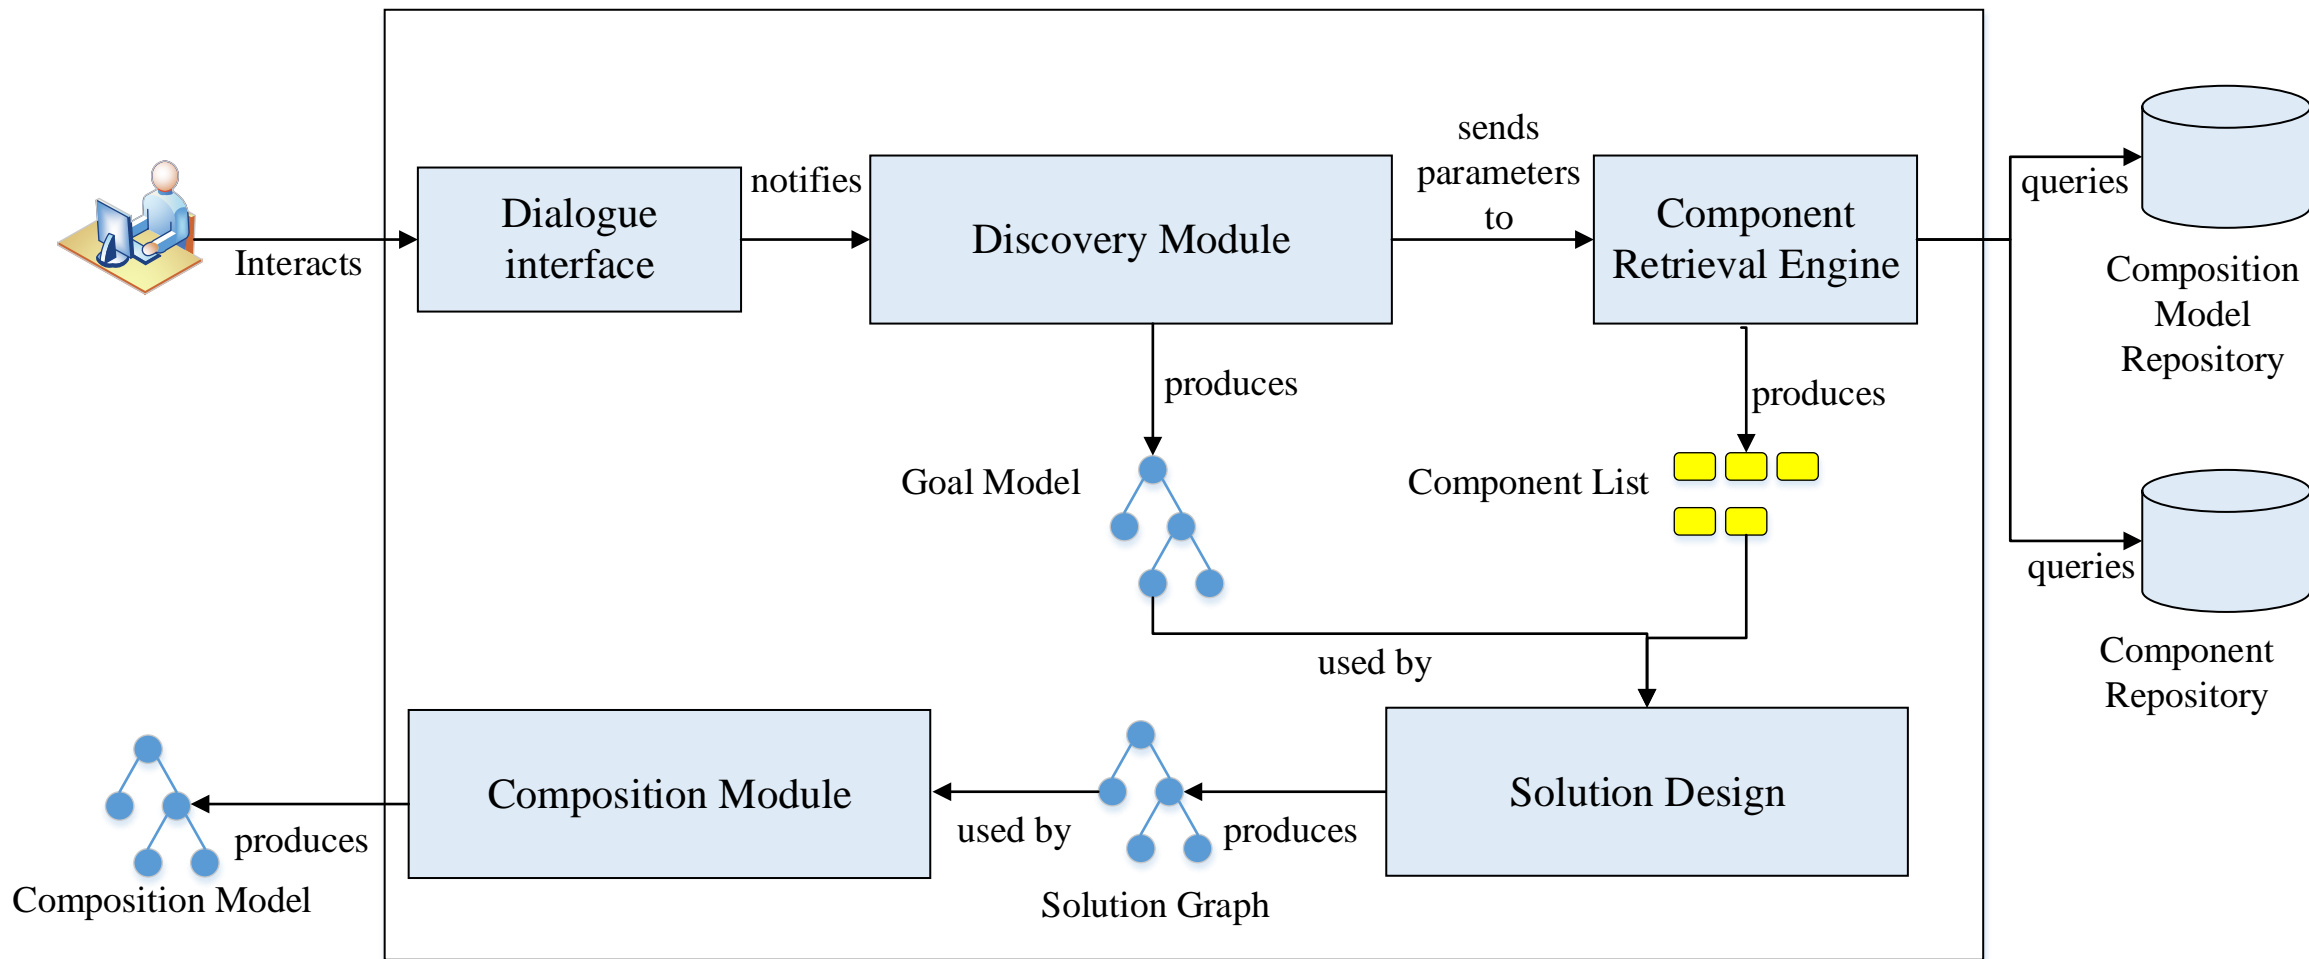 Interacts
Dialogue
interface
notifies
Discovery Module
sends
parameters
to
Component
Retrieval Engine
queries
Composition
Model
Repository
produces
produces
Goal Model
Component List
queries
Component
Repository
used by
Solution Design
produces
Solution Graph
used by
Composition Module
produces
Composition Model